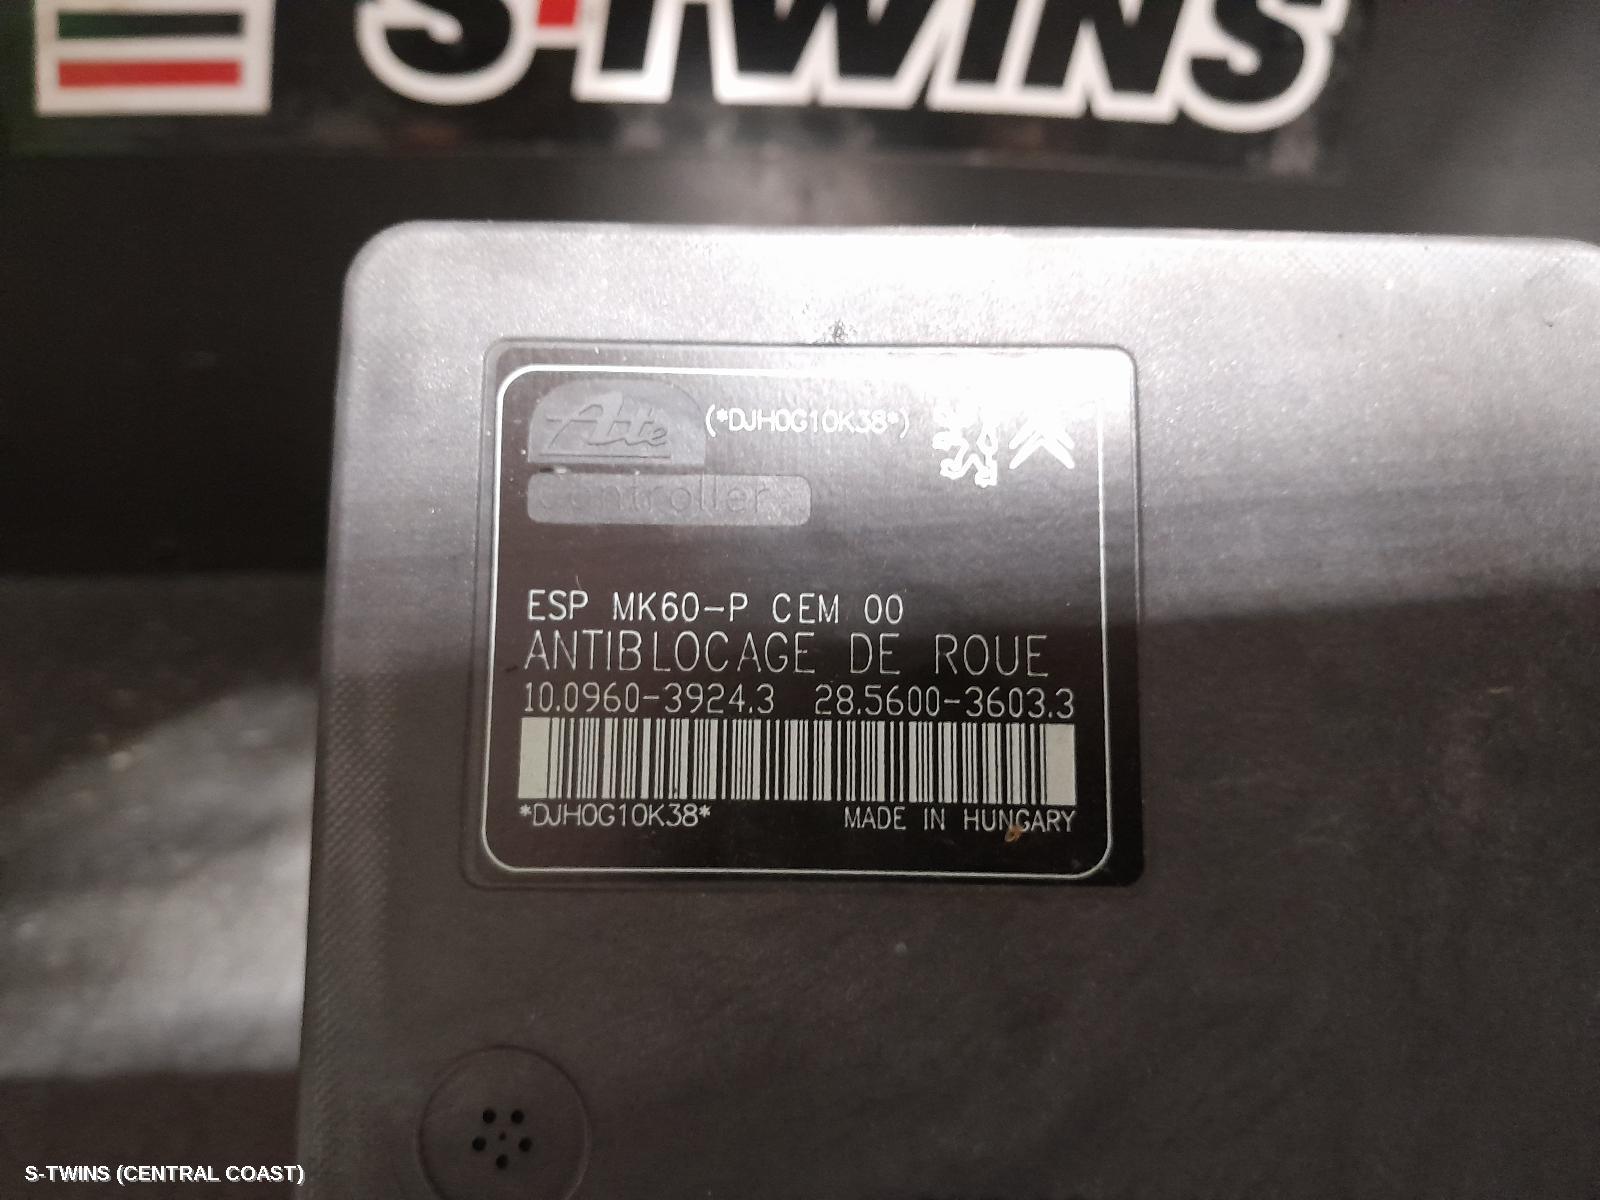 S-TWINS
Ate
(*DJH0G10K38*)
controller
ESP MK60-P CEM 00
ANTIBLOCAGE DE ROUE
10.0960-3924.3 28.5600-3603.3
*DJH0G10K38*
MADE IN HUNGARY
S-TWINS (CENTRAL COAST)